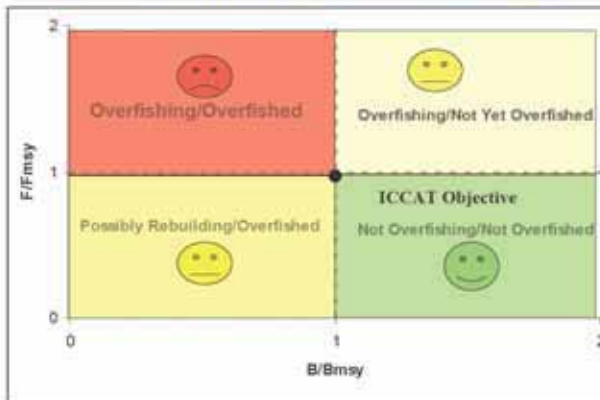 2
Overfishing/Overfished
Overfishing/Not Yet Overfished
F/Fmsy
1
ICCAT Objective
Possibly Rebuilding/Overfished
Not Overfishing/Not Overfished
0
0
1
2
B/Bmsy